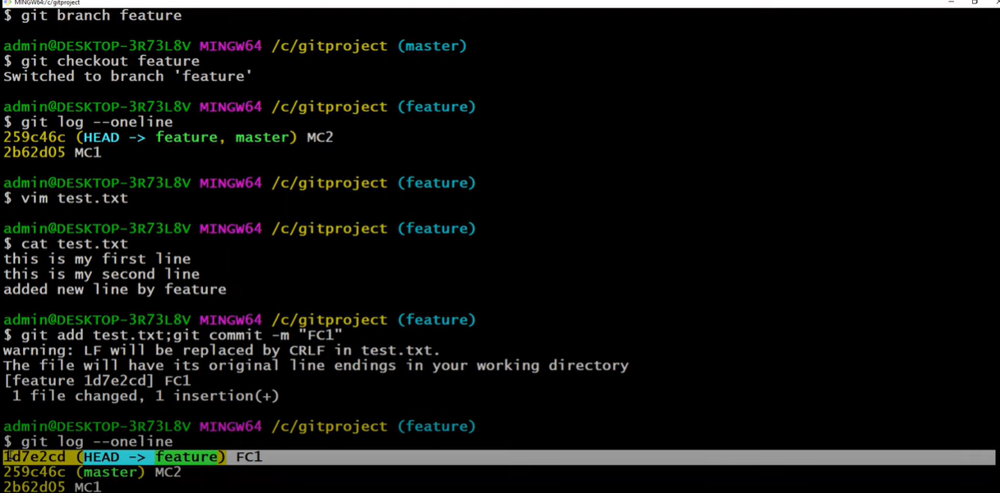 MINGW64:/c/gitproject
$ git branch feature
admin@DESKTOP-3R73L8V MINGW64 /c/gitproject (master)
$ git checkout feature
Switched to branch 'feature'
admin@DESKTOP-3R73L8V MINGW64 /c/gitproject (feature)
$ git log --oneline
259c46c (HEAD -> feature, master) MC2
2b62d05 MC1
admin@DESKTOP-3R73L8V MINGW64 /c/gitproject (feature)
$ vim test.txt
admin@DESKTOP-3R73L8V MINGW64 /c/gitproject (feature)
$ cat test.txt
this is my first line
this is my second line
added new line by feature
admin@DESKTOP-3R73L8V MINGW64 /c/gitproject (feature)
$ git add test.txt;git commit -m "FC1"
warning: LF will be replaced by CRLF in test.txt.
The file will have its original line endings in your working directory
[feature 1d7e2cd] FC1
 1 file changed, 1 insertion(+)
admin@DESKTOP-3R73L8V MINGW64 /c/gitproject (feature)
$ git log --oneline
1d7e2cd (HEAD -> feature) FC1
259c46c (master) MC2
2b62d05 MC1